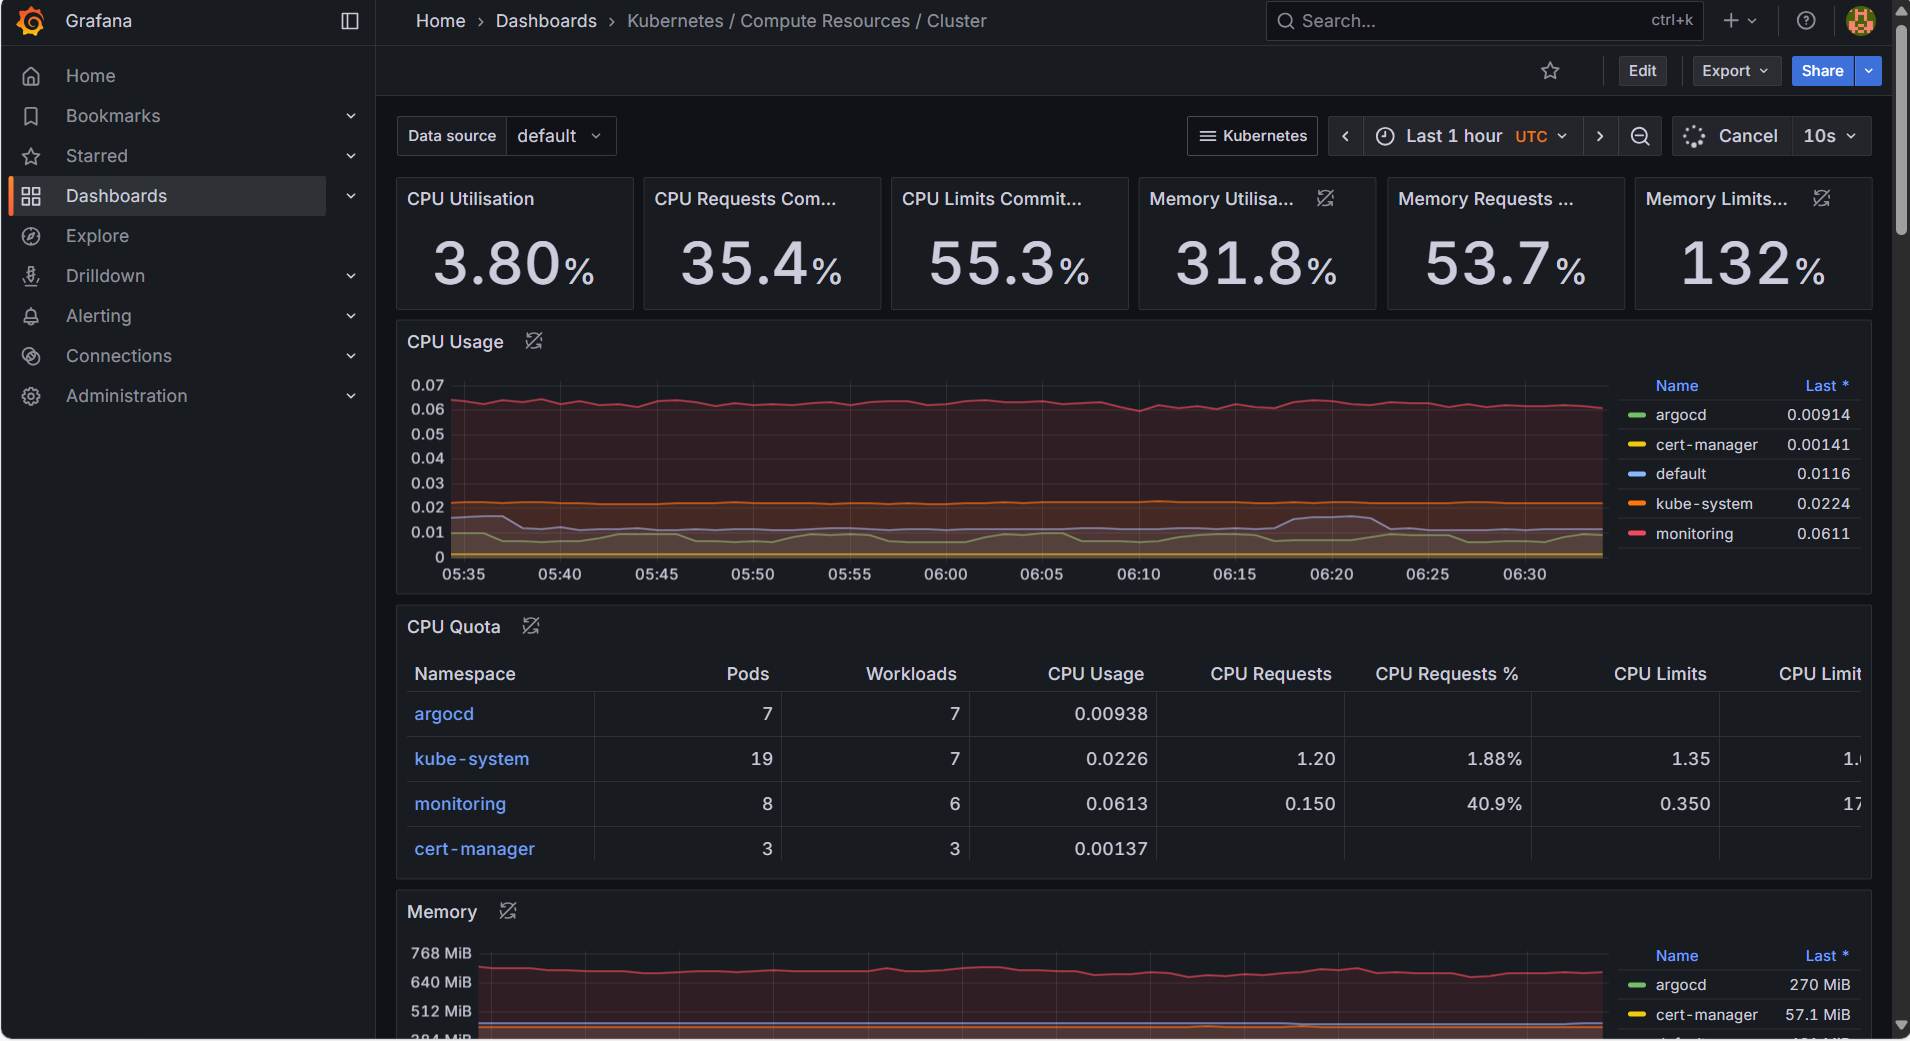 Grafana
Home › Dashboards › Kubernetes / Compute Resources / Cluster
Search... ctrl+k
Edit Export Share
Home
Bookmarks
Starred
Dashboards
Explore
Drilldown
Alerting
Connections
Administration
Data source default
Kubernetes Last 1 hour UTC Cancel 10s
CPU Utilisation
3.80%
CPU Requests Com...
35.4%
CPU Limits Commit...
55.3%
Memory Utilisa...
31.8%
Memory Requests ...
53.7%
Memory Limits...
132%
CPU Usage
0.07
0.06
0.05
0.04
0.03
0.02
0.01
0
05:35 05:40 05:45 05:50 05:55 06:00 06:05 06:10 06:15 06:20 06:25 06:30
Name Last *
argocd 0.00914
cert-manager 0.00141
default 0.0116
kube-system 0.0224
monitoring 0.0611
CPU Quota
Namespace Pods Workloads CPU Usage CPU Requests CPU Requests % CPU Limits CPU Limit
argocd 7 7 0.00938
kube-system 19 7 0.0226 1.20 1.88% 1.35 1.
monitoring 8 6 0.0613 0.150 40.9% 0.350 17
cert-manager 3 3 0.00137
Memory
768 MiB
640 MiB
512 MiB
Name Last *
argocd 270 MiB
cert-manager 57.1 MiB